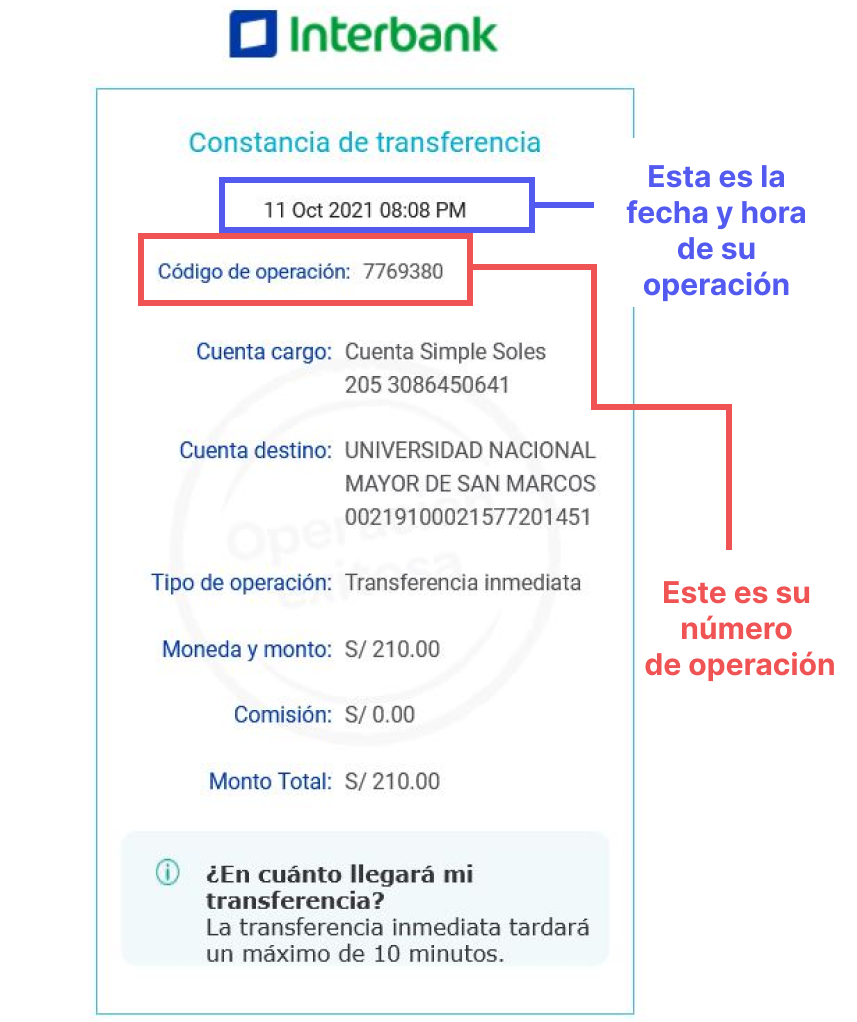 Interbank
Constancia de transferencia
11 Oct 2021 08:08 PM
Esta es la
fecha y hora
de su
operación
Código de operación: 7769380
Cuenta cargo: Cuenta Simple Soles
205 3086450641
Cuenta destino: UNIVERSIDAD NACIONAL
MAYOR DE SAN MARCOS
00219100021577201451
Operación
exitosa
Tipo de operación: Transferencia inmediata
Este es su
número
de operación
Moneda y monto: S/ 210.00
Comisión: S/ 0.00
Monto Total: S/ 210.00
¿En cuánto llegará mi
transferencia?
La transferencia inmediata tardará
un máximo de 10 minutos.